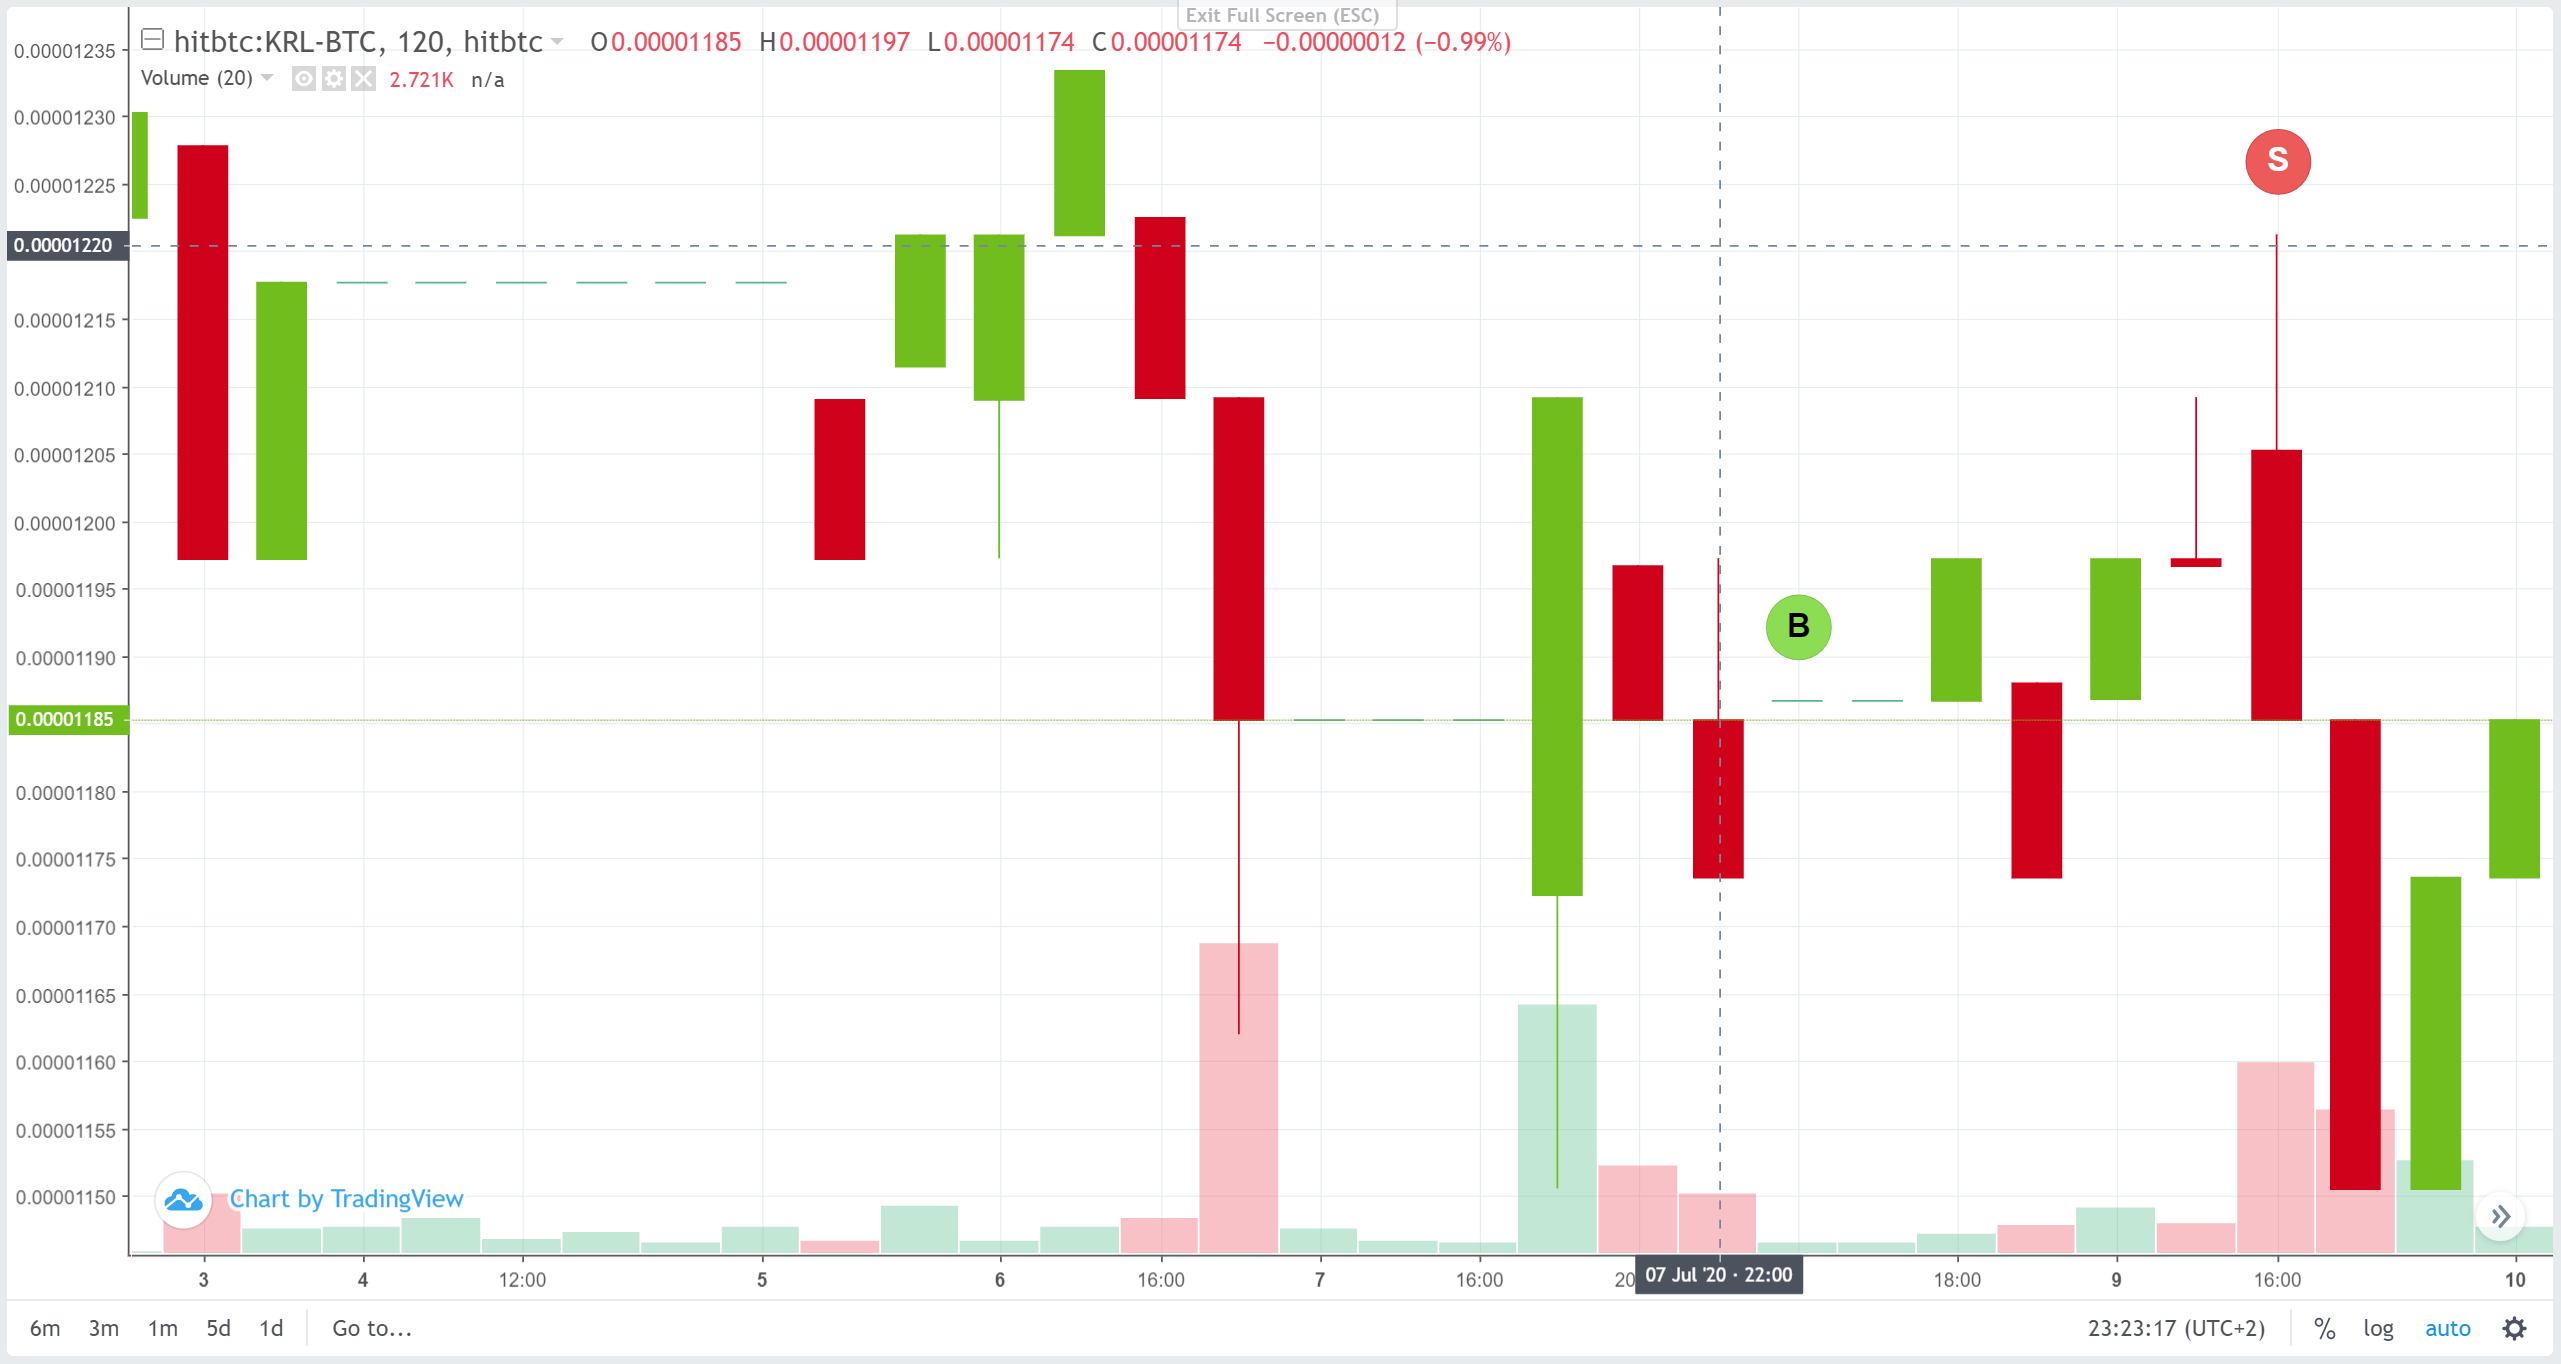 Exit Full Screen (ESC)
hitbtc:KRL-BTC, 120, hitbtc O0.00001185 H0.00001197 L0.00001174 C0.00001174 −0.00000012 (−0.99%)
Volume (20) 2.721K n/a
0.00001235
0.00001230
0.00001225
0.00001220
0.00001215
0.00001210
0.00001205
0.00001200
0.00001195
0.00001190
0.00001185
0.00001180
0.00001175
0.00001170
0.00001165
0.00001160
0.00001155
0.00001150
S
B
Chart by TradingView
3 4 12:00 5 6 16:00 7 16:00 20 07 Jul '20 · 22:00 18:00 9 16:00 10
6m 3m 1m 5d 1d Go to... 23:23:17 (UTC+2) % log auto